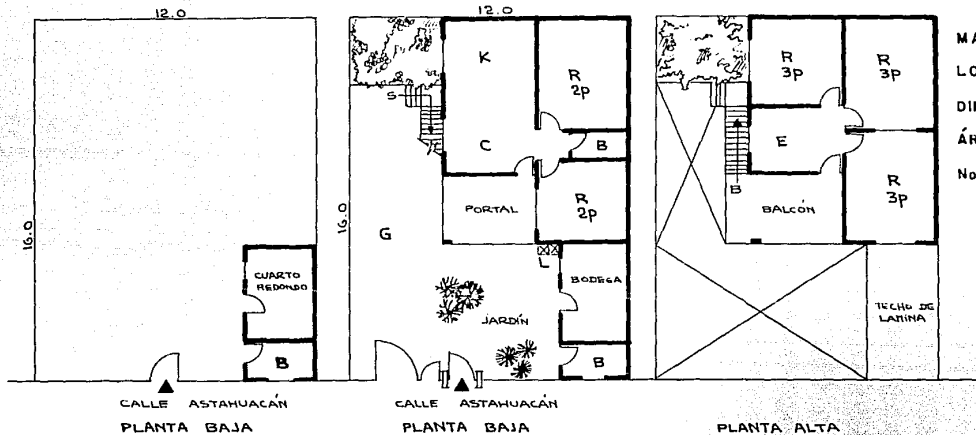 12.0
16.0
CUARTO
REDONDO
B
CALLE ASTAHUACÁN
PLANTA BAJA
12.0
16.0
S
K
C
R
2P
B
R
2P
PORTAL
G
L
BODEGA
JARDÍN
B
CALLE ASTAHUACÁN
PLANTA BAJA
R
3P
R
3P
E
B
BALCÓN
R
3P
TECHO DE
LAMINA
PLANTA ALTA
MA
LO
DIR
ÁR
No